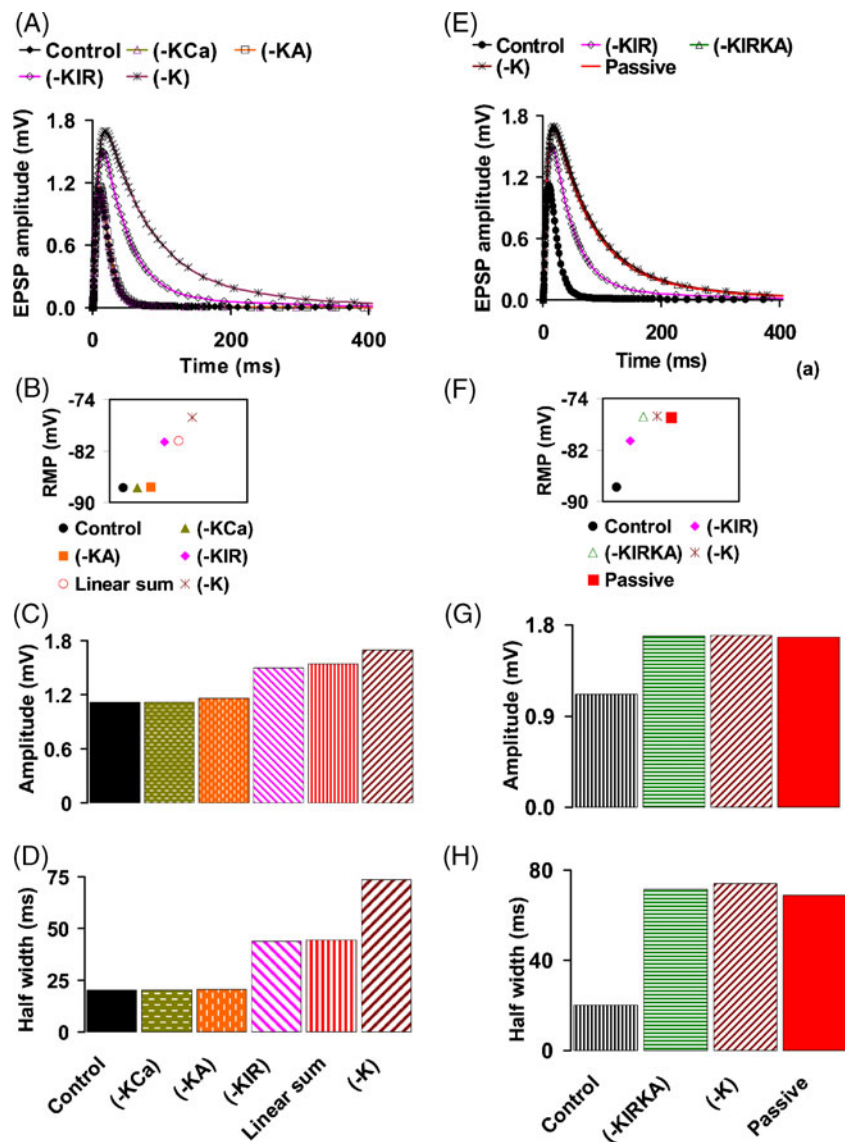 (A)
Control (-KCa) (-KA)
(-KIR) (-K)
EPSP amplitude (mV)
1.8
1.2
0.6
0.0
0 200 400
Time (ms)
(B)
RMP (mV)
-74
-82
-90
Control (-KCa)
(-KA) (-KIR)
Linear sum (-K)
(C)
Amplitude (mV)
1.8
1.2
0.6
0
(D)
Half width (ms)
75
50
25
0
Control (-KCa) (-KA) (-KIR) Linear sum (-K)
(E)
Control (-KIR) (-KIRKA)
(-K) Passive
EPSP amplitude (mV)
1.8
1.2
0.6
0.0
0 200 400
Time (ms)
(a)
(F)
RMP (mV)
-74
-82
-90
Control (-KIR)
(-KIRKA) (-K)
Passive
(G)
Amplitude (mV)
1.8
0.9
0.0
(H)
Half width (ms)
80
40
0
Control (-KIRKA) (-K) Passive